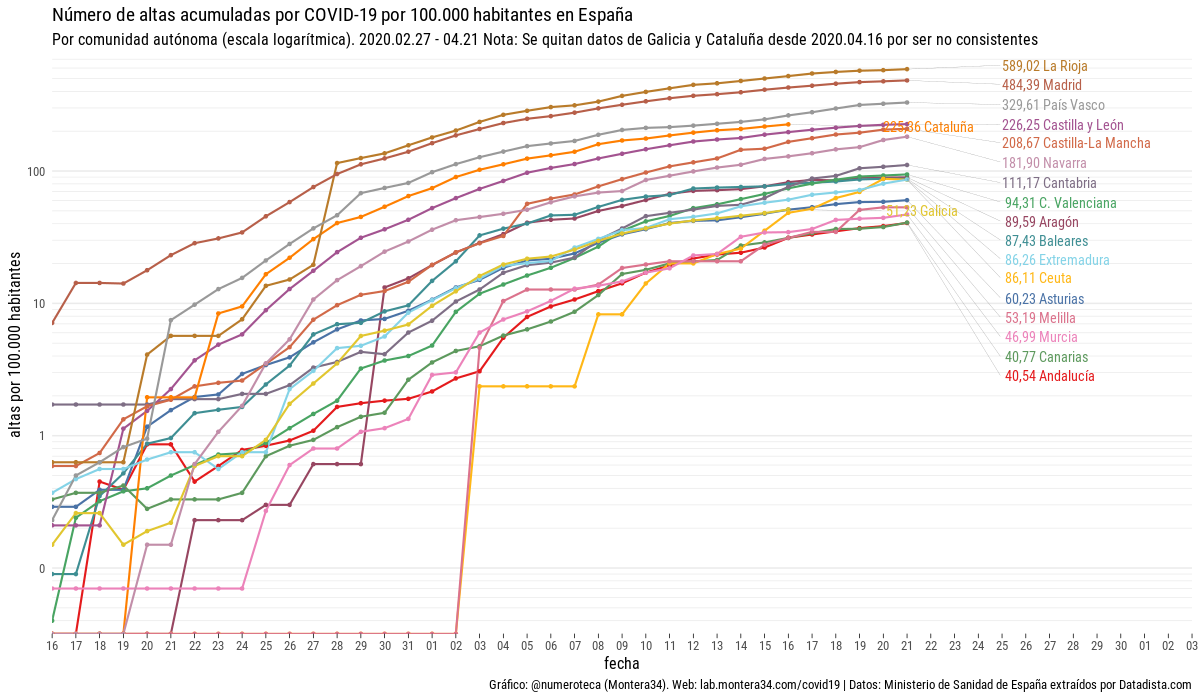 Número de altas acumuladas por COVID-19 por 100.000 habitantes en España
Por comunidad autónoma (escala logarítmica). 2020.02.27 - 04.21 Nota: Se quitan datos de Galicia y Cataluña desde 2020.04.16 por ser no consistentes
altas por 100.000 habitantes
100
10
1
0
589,02 La Rioja
484,39 Madrid
329,61 País Vasco
226,25 Castilla y León
225,36 Cataluña
208,67 Castilla-La Mancha
181,90 Navarra
111,17 Cantabria
94,31 C. Valenciana
Galicia
89,59 Aragón
87,43 Baleares
86,26 Extremadura
86,11 Ceuta
60,23 Asturias
53,19 Melilla
46,99 Murcia
40,77 Canarias
40,54 Andalucía
16 17 18 19 20 21 22 23 24 25 26 27 28 29 30 31 01 02 03 04 05 06 07 08 09 10 11 12 13 14 15 16 17 18 19 20 21 22 23 24 25 26 27 28 29 30 01 02 03
fecha
Gráfico: @numeroteca (Montera34). Web: lab.montera34.com/covid19 | Datos: Ministerio de Sanidad de España extraídos por Datadista.com